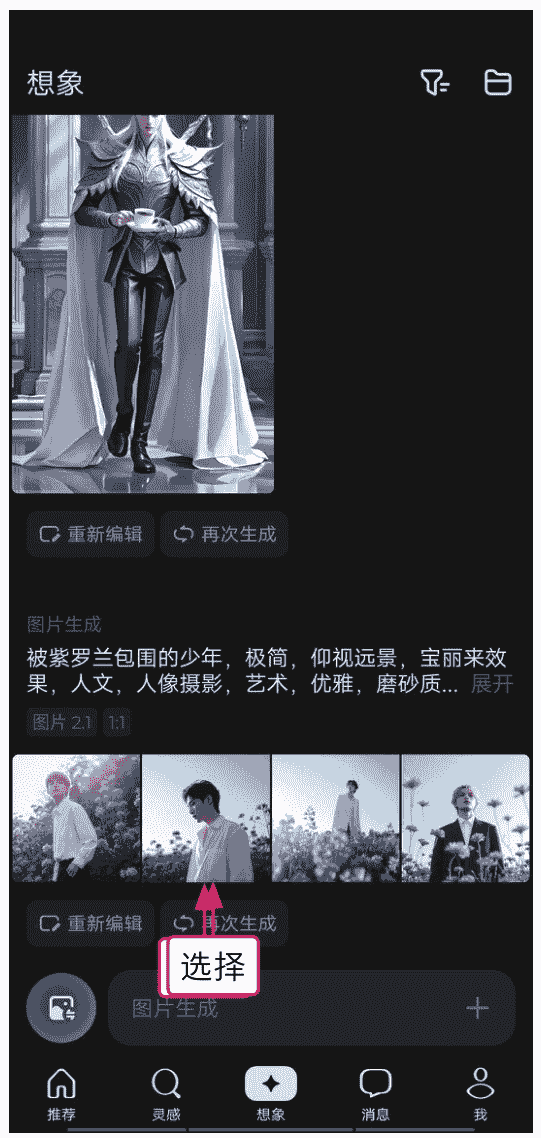 想象
重新编辑
再次生成
图片生成
被紫罗兰包围的少年，极简，仰视远景，宝丽来效
果，人文，人像摄影，艺术，优雅，磨砂质... 展开
图片 2.1
1:1
重新编辑
再次生成
选择
图片生成
推荐
灵感
想象
消息
我